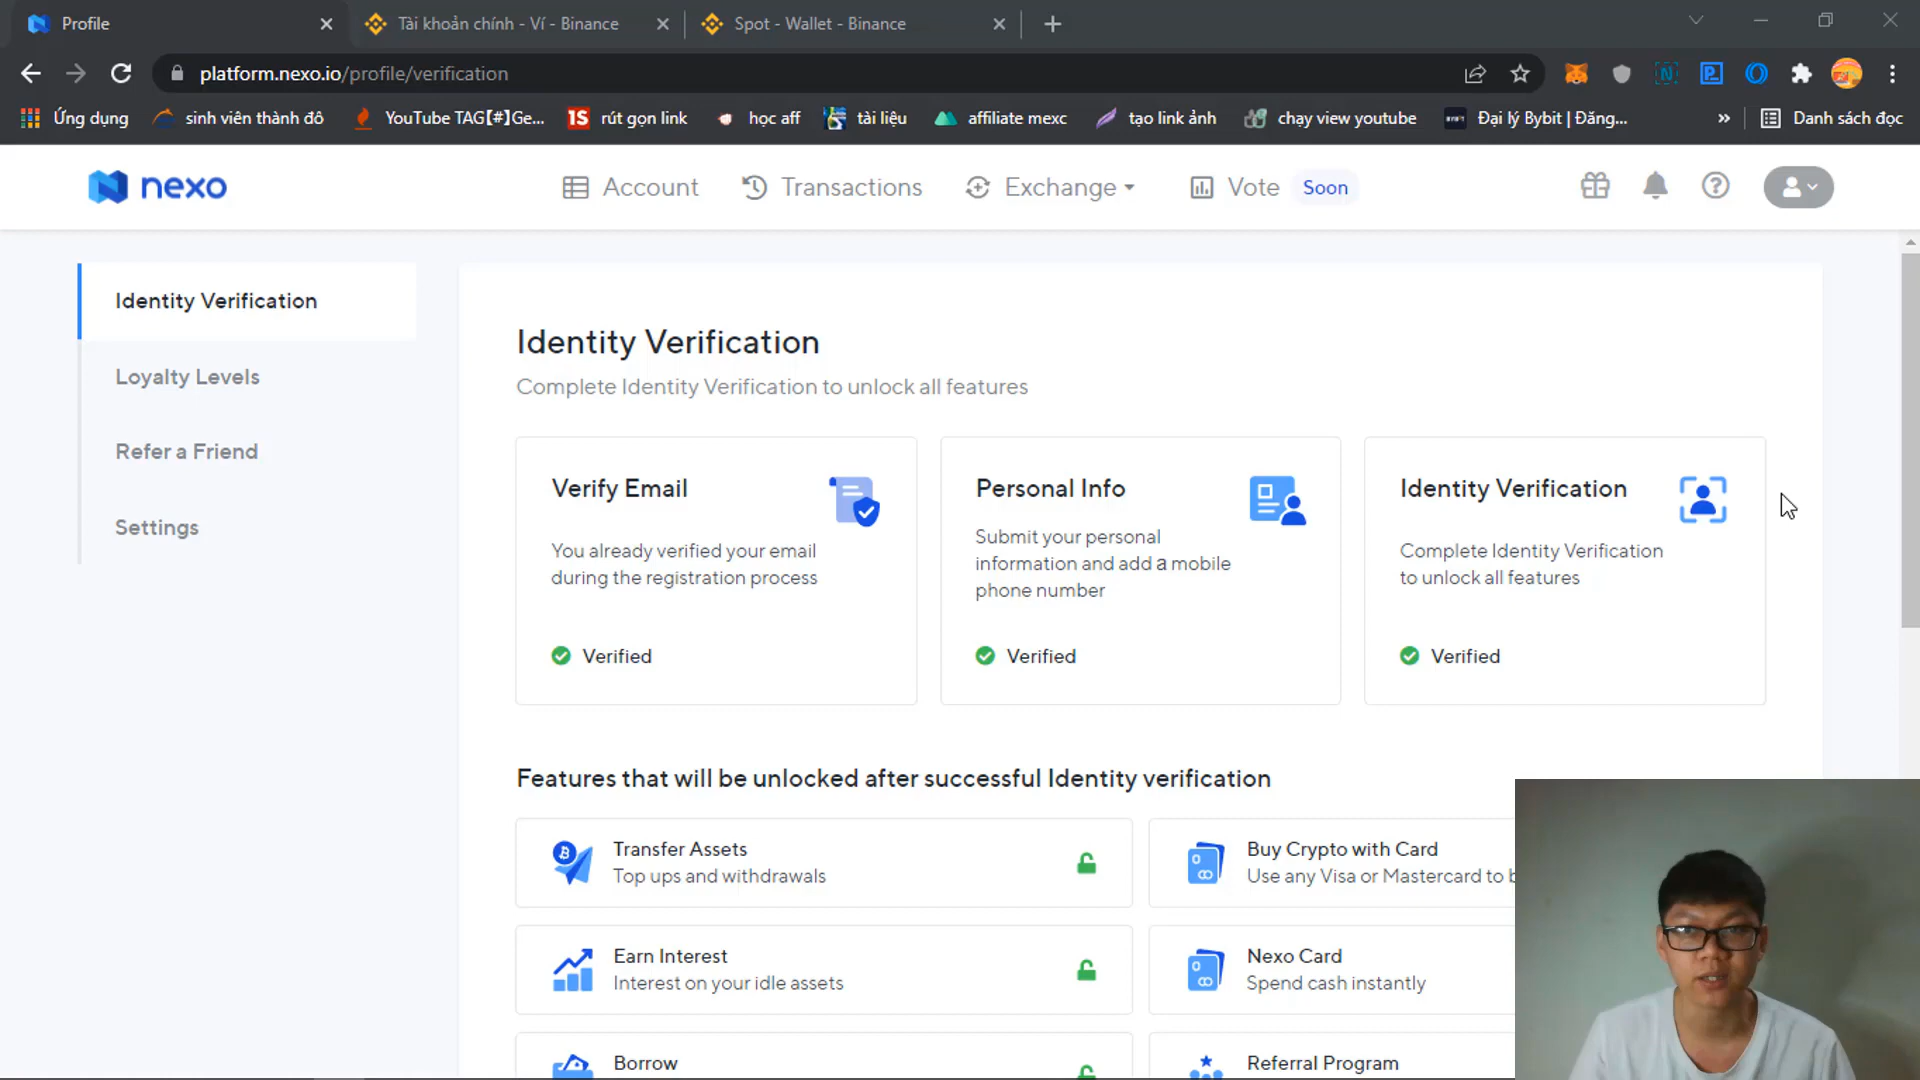 Profile
Tài khoản chính - Ví - Binance
Spot - Wallet - Binance
platform.nexo.io/profile/verification
Ứng dụng
sinh viên thành đô
YouTube TAG【#】Ge...
1S rút gọn link
học aff
tài liệu
affiliate mexc
tạo link ảnh
chạy view youtube
Đại lý Bybit | Đăng...
»
Danh sách đọc
nexo
Account
Transactions
Exchange
Vote
Soon
Identity Verification
Loyalty Levels
Refer a Friend
Settings
Identity Verification
Complete Identity Verification to unlock all features
Verify Email
You already verified your email
during the registration process
Verified
Personal Info
Submit your personal
information and add a mobile
phone number
Verified
Identity Verification
Complete Identity Verification
to unlock all features
Verified
Features that will be unlocked after successful Identity verification
Transfer Assets
Top ups and withdrawals
Buy Crypto with Card
Use any Visa or Mastercard to b
Earn Interest
Interest on your idle assets
Nexo Card
Spend cash instantly
Borrow
Referral Program